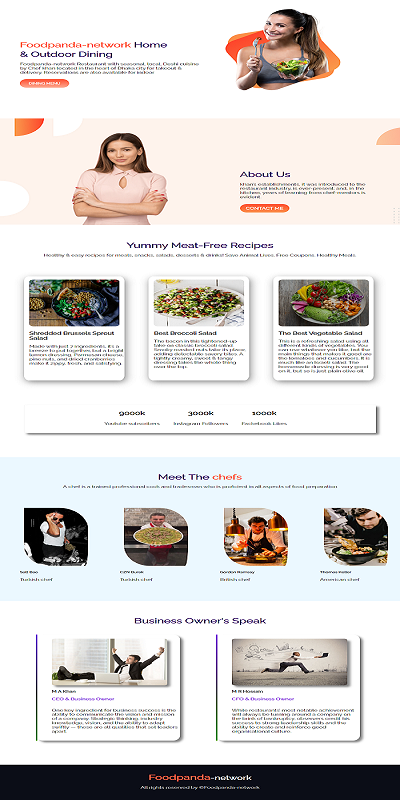 Foodpanda-network Home
& Outdoor Dining
Foodpanda-network Restaurant with seasonal, local, Deshi cuisine
by Chef khan located in the heart of Dhaka city for takeout &
delivery. Reservations are also available for indoor
DINING MENU
About Us
khan's establishments, it was introduced to the
restaurant industry. is ever-present, and, in the
kitchen, years of learning from chef mentors is
evident.
CONTACT ME
Yummy Meat-Free Recipes
Healthy & easy recipes for meals, snacks, salads, desserts & drinks! Save Animal Lives. Free Coupons. Healthy Meals.
Shredded Brussels Sprout
Salad
Made with just 7 ingredients, it's a
breeze to put together, but a bright
lemon dressing, Parmesan cheese,
pine nuts, and dried cranberries
make it zippy, fresh, and satisfying
Best Broccoli Salad
The bacon in this lightened-up
take on classic broccoli salad.
Smoky roasted nuts take its place
adding delectable savory bites. A
lightly creamy, sweet & tangy
dressing takes the whole thing
over the top.
The Best Vegetable Salad
This is a refreshing salad using all
different kinds of vegetables. You
can use whatever you like, but the
main things that makes it good are
the tomatoes and cucumbers. It is
much like an Israeli salad. The
homemade dressing is very good
on it, but so is just plain olive oil.
9000k
3000k
1000k
Youtube subscribers
Instagram Followers
Facbebook Likes
Meet The chefs
A chef is a trained professional cook and tradesman who is proficient in all aspects of food preparation
Salt Bae
Turkish chef
CZN Burak
Turkish chef
Gordon Ramsay
British chef
Thomas Keller
American chef
Business Owner's Speak
M A Khan
CEO & Business Owner
One key ingredient for business success is the
ability to communicate the vision and mission
of a company. Strategic thinking, industry
knowledge, vision, and the ability to adapt
swiftly — these are all qualities that set leaders
apart.
M R Hossain
CEO & Business Owner
While restaurants' most notable achievement
will always be turning around a company on
the brink of bankruptcy, observers credit his
success to strong leadership skills and the
ability to create and reinforce good
organisational culture.
Foodpanda-network
All rights reserved by ©Foodpanda-network